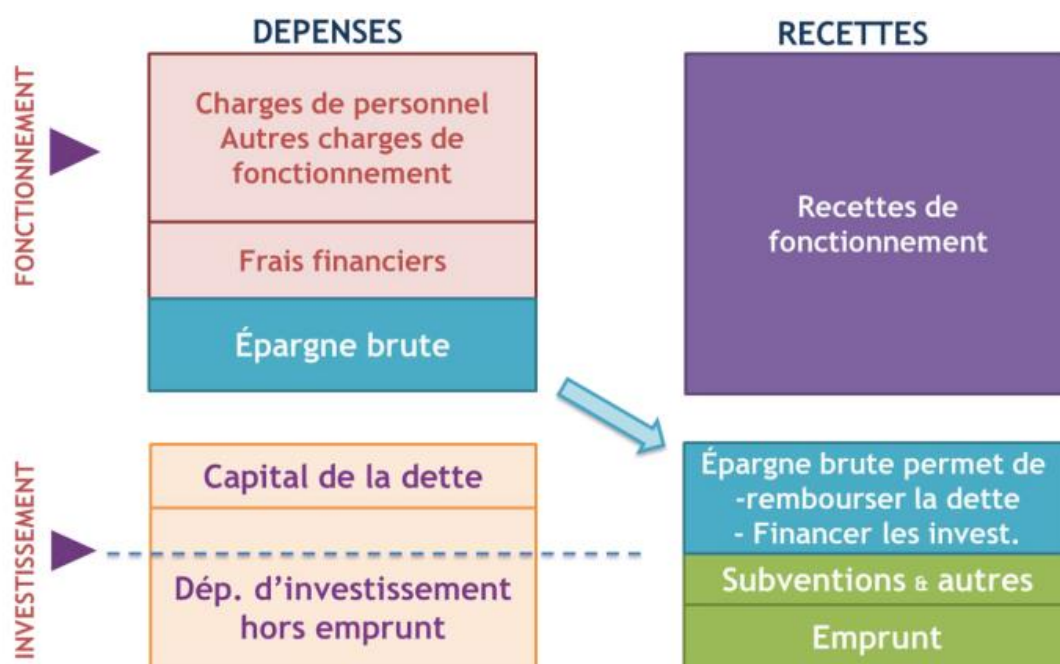 DEPENSES
RECETTES
FONCTIONNEMENT
Charges de personnel
Autres charges de
fonctionnement
Frais financiers
Épargne brute
Recettes de
fonctionnement
INVESTISSEMENT
Capital de la dette
Dép. d'investissement
hors emprunt
Épargne brute permet de
-rembourser la dette
- Financer les invest.
Subventions & autres
Emprunt